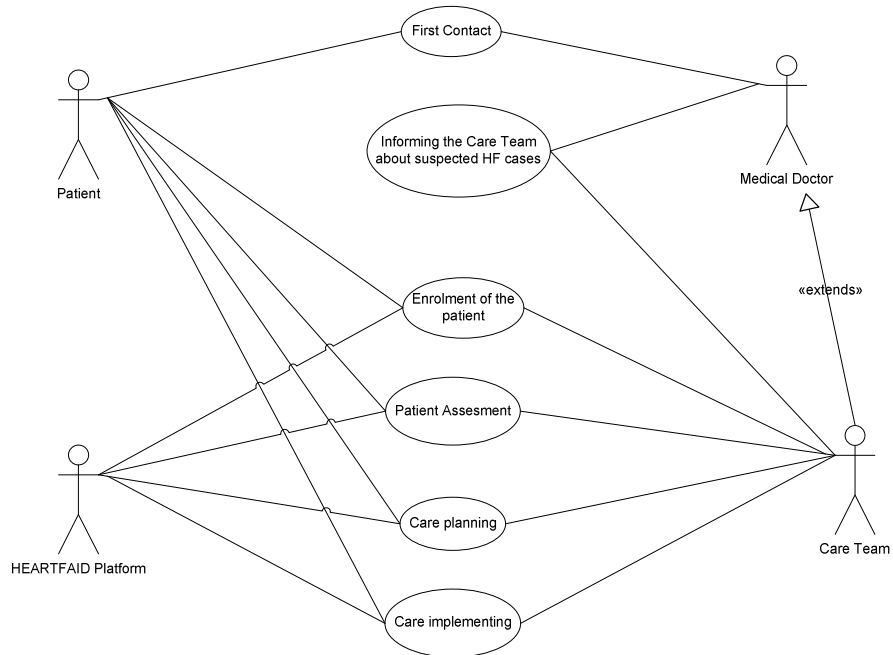 First Contact
Patient
Informing the Care Team
about suspected HF cases
Medical Doctor
«extends»
Enrolment of the
patient
Patient Assesment
HEARTFAID Platform
Care planning
Care Team
Care implementing